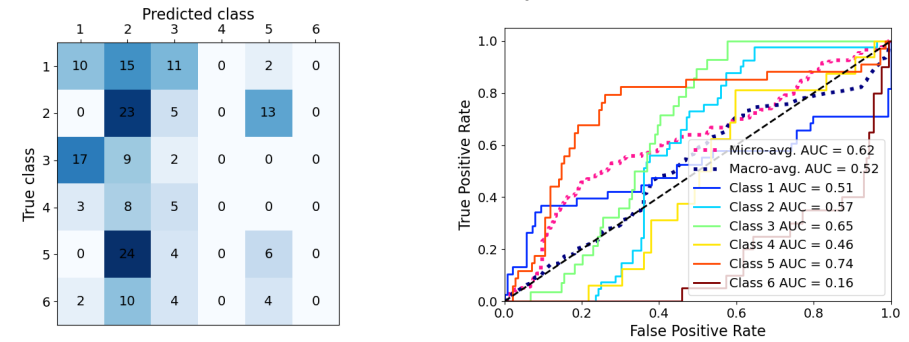 Predicted class
1 2 3 4 5 6
True class
1 10 15 11 0 2 0
2 0 23 5 0 13 0
3 17 9 2 0 0 0
4 3 8 5 0 0 0
5 0 24 4 0 6 0
6 2 10 4 0 4 0
True Positive Rate
1.0
0.8
0.6
0.4
0.2
0.0
Micro-avg. AUC = 0.62
Macro-avg. AUC = 0.52
Class 1 AUC = 0.51
Class 2 AUC = 0.57
Class 3 AUC = 0.65
Class 4 AUC = 0.46
Class 5 AUC = 0.74
Class 6 AUC = 0.16
0.0 0.2 0.4 0.6 0.8 1.0
False Positive Rate